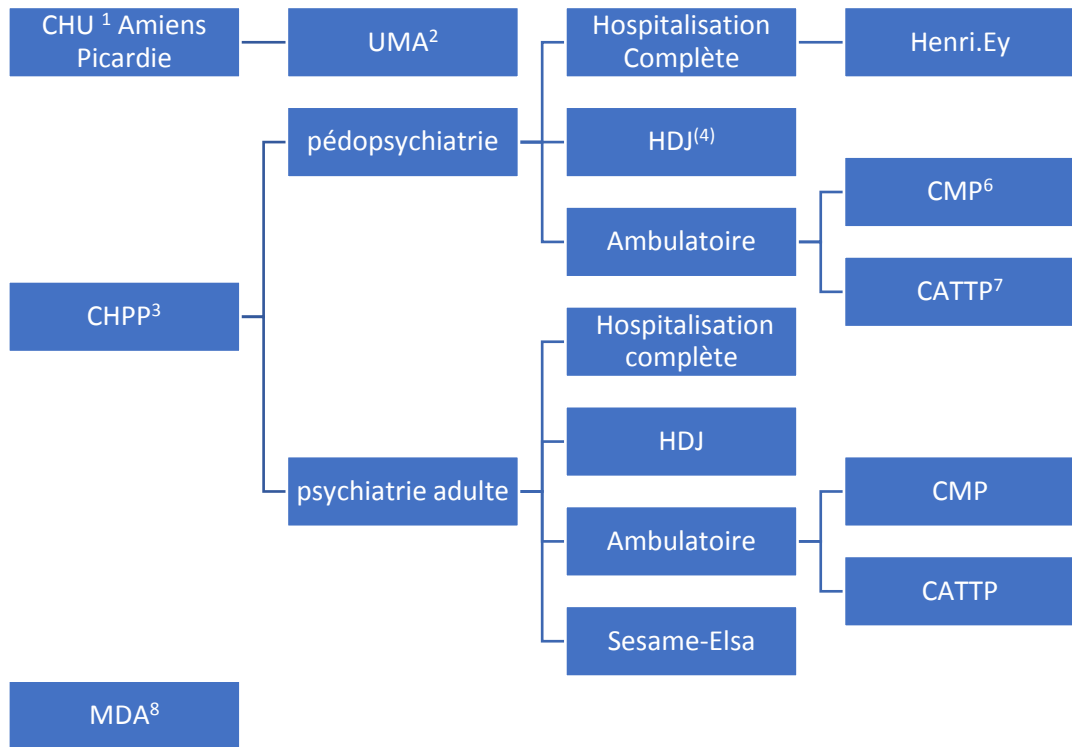 CHU ¹ Amiens
Picardie
UMA²
Hospitalisation
Complète
Henri.Ey
pédopsychiatrie
HDJ⁽⁴⁾
CMP⁶
Ambulatoire
CATTP⁷
CHPP³
Hospitalisation
complète
HDJ
psychiatrie adulte
CMP
Ambulatoire
CATTP
Sesame-Elsa
MDA⁸